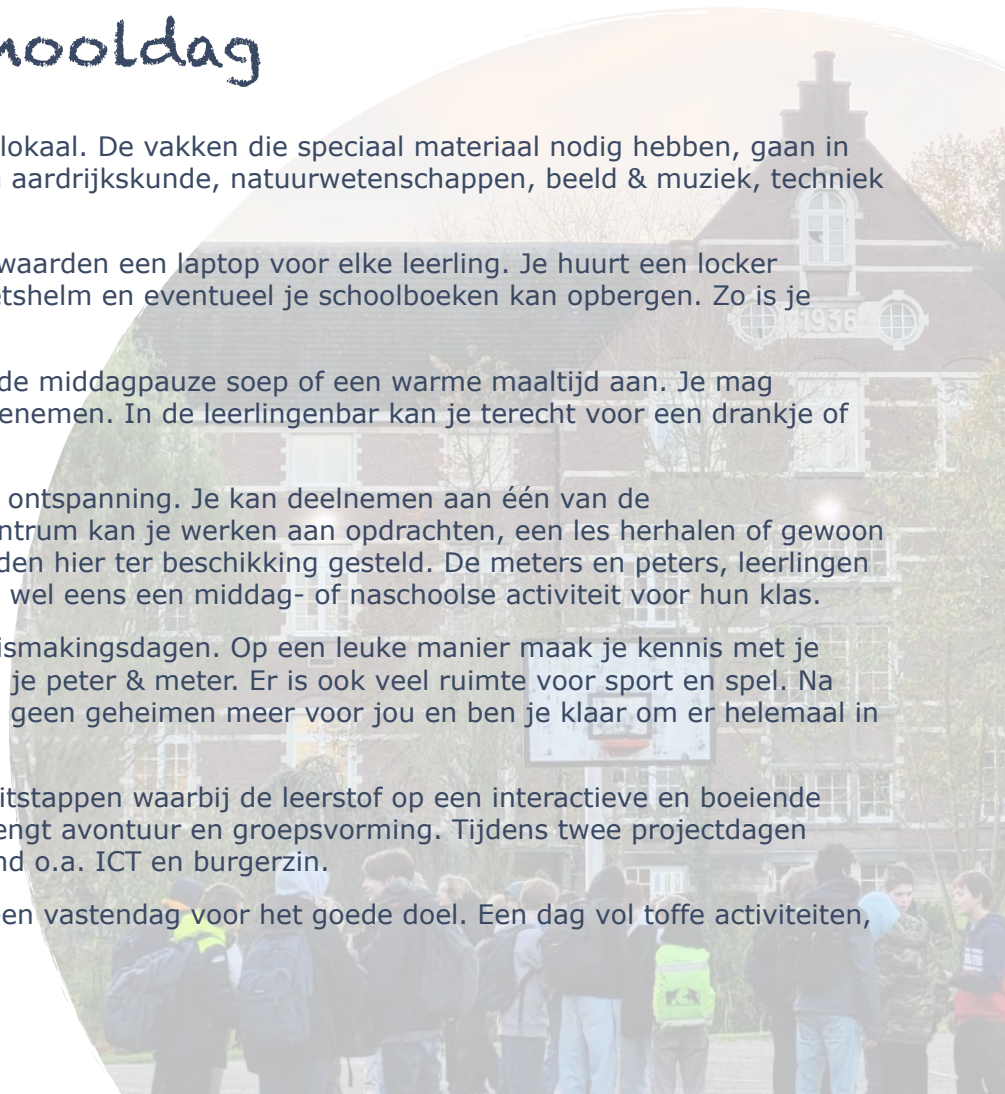 hooldag
lokaal. De vakken die speciaal materiaal nodig hebben, gaan in
aardrijkskunde, natuurwetenschappen, beeld & muziek, techniek
waarden een laptop voor elke leerling. Je huurt een locker
etshelm en eventueel je schoolboeken kan opbergen. Zo is je
1936
de middagpauze soep of een warme maaltijd aan. Je mag
enemen. In de leerlingenbar kan je terecht voor een drankje of
ontspanning. Je kan deelnemen aan één van de
ntrum kan je werken aan opdrachten, een les herhalen of gewoon
den hier ter beschikking gesteld. De meters en peters, leerlingen
wel eens een middag- of naschoolse activiteit voor hun klas.
ismakingsdagen. Op een leuke manier maak je kennis met je
je peter & meter. Er is ook veel ruimte voor sport en spel. Na
geen geheimen meer voor jou en ben je klaar om er helemaal in
itstappen waarbij de leerstof op een interactieve en boeiende
engt avontuur en groepsvorming. Tijdens twee projectdagen
nd o.a. ICT en burgerzin.
en vastendag voor het goede doel. Een dag vol toffe activiteiten,